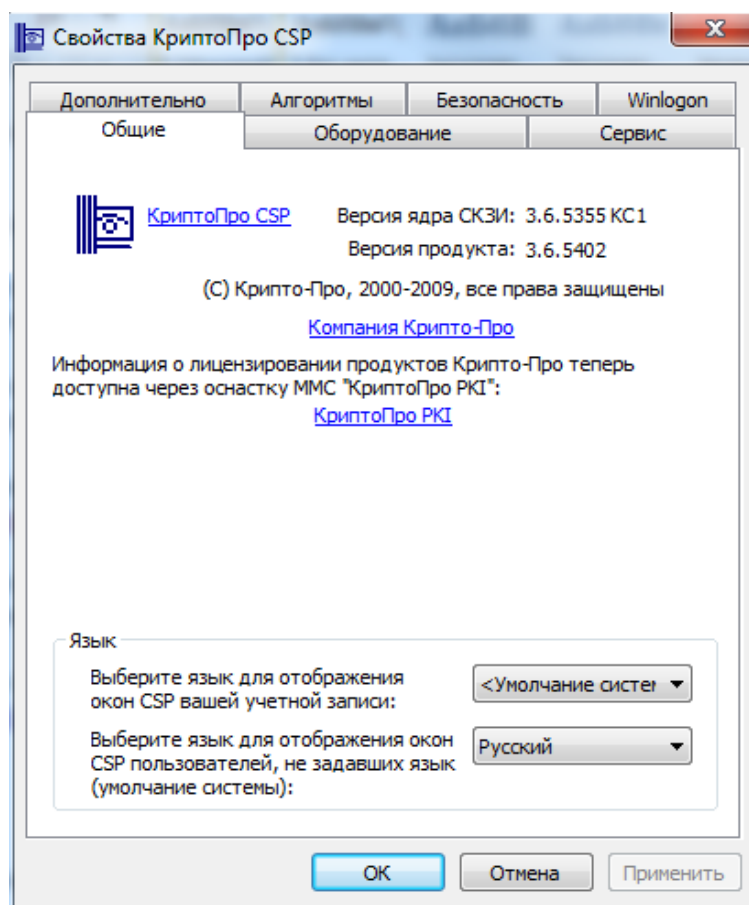 Свойства КриптоПро CSP
Дополнительно Алгоритмы Безопасность Winlogon
Общие Оборудование Сервис
КриптоПро CSP Версия ядра СКЗИ: 3.6.5355 КС1
Версия продукта: 3.6.5402
(C) Крипто-Про, 2000-2009, все права защищены
Компания Крипто-Про
Информация о лицензировании продуктов Крипто-Про теперь
доступна через оснастку ММС "КриптоПро PKI":
КриптоПро PKI
Язык
Выберите язык для отображения
окон CSP вашей учетной записи:
<Умолчание систег
Выберите язык для отображения окон
CSP пользователей, не задавших язык
(умолчание системы):
Русский
ОК Отмена Применить